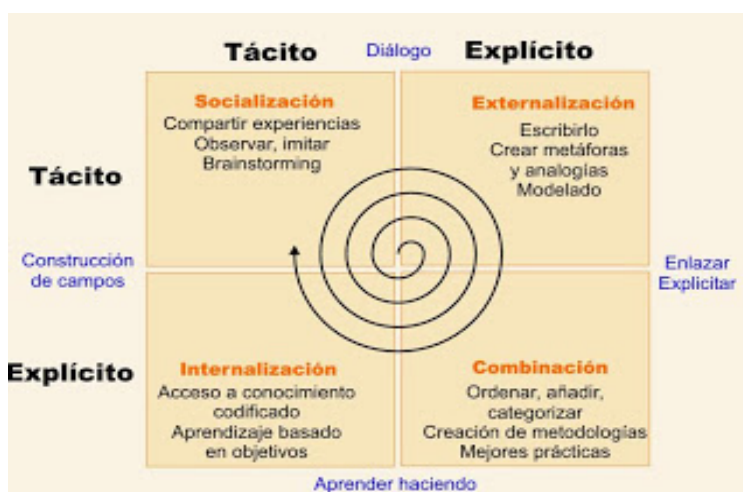 Tácito
Diálogo
Explícito
Socialización
Compartir experiencias
Observar, imitar
Brainstorming
Externalización
Escribirlo
Crear metáforas
y analogías
Modelado
Tácito
Construcción
de campos
Enlazar
Explicitar
Explícito
Internalización
Acceso a conocimiento
codificado
Aprendizaje basado
en objetivos
Combinación
Ordenar, añadir,
categorizar
Creación de metodologías
Mejores prácticas
Aprender haciendo